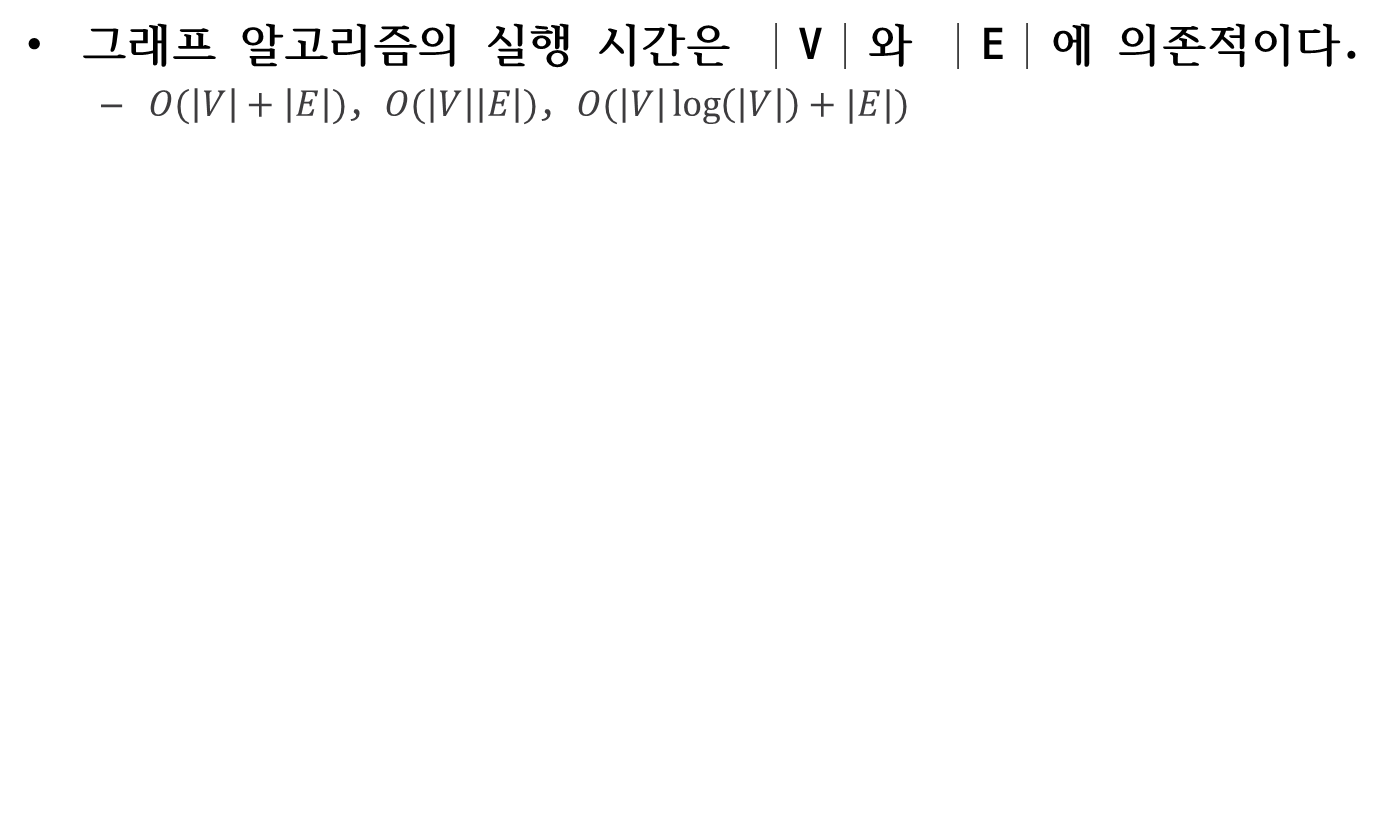 • 그래프 알고리즘의 실행 시간은 |V|와 |E|에 의존적이다.
– O(|V| + |E|), O(|V||E|), O(|V| log(|V|) + |E|)